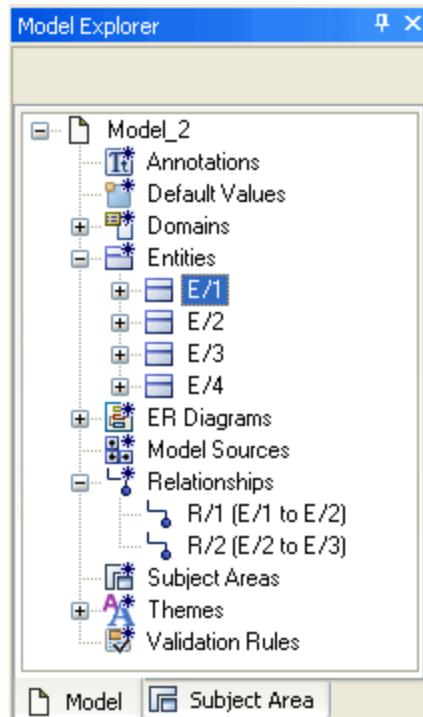 Model Explorer
Model_2
Annotations
Default Values
Domains
Entities
E/1
E/2
E/3
E/4
ER Diagrams
Model Sources
Relationships
R/1 (E/1 to E/2)
R/2 (E/2 to E/3)
Subject Areas
Themes
Validation Rules
Model Subject Area